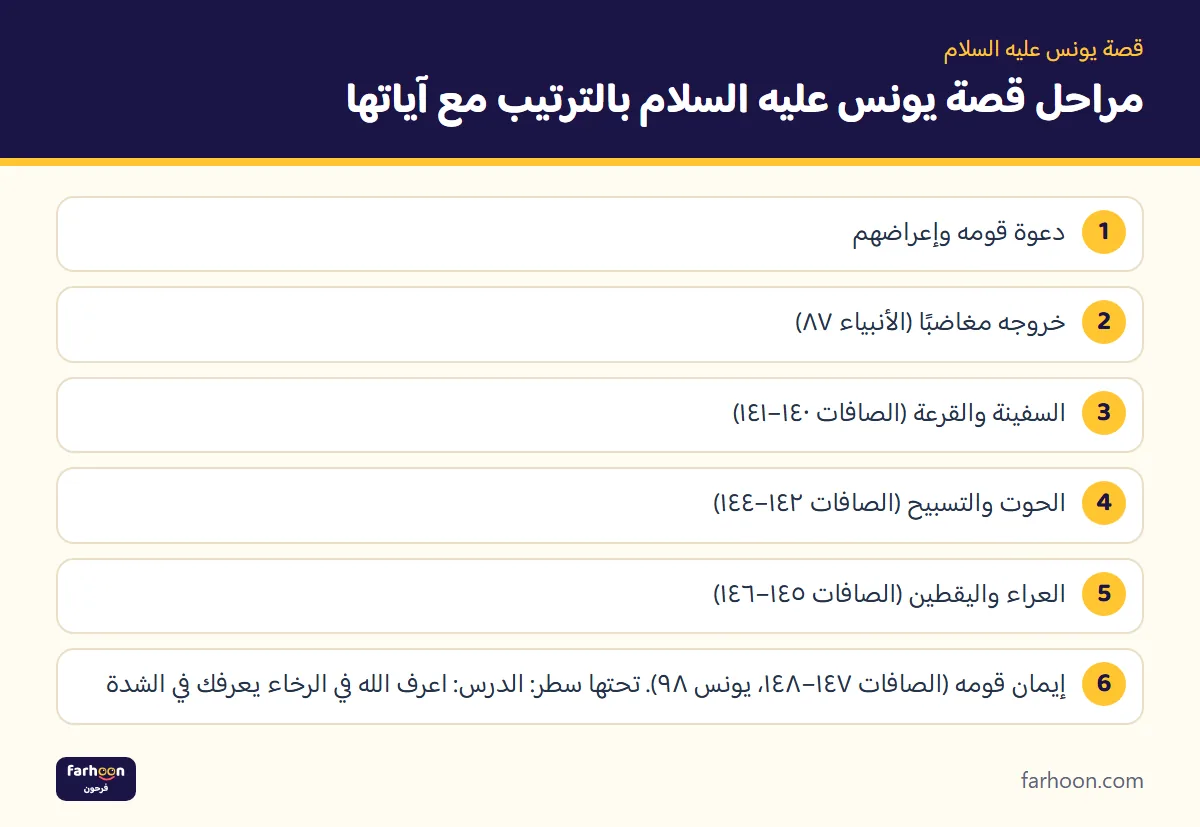 قصة يونس عليه السلام
مراحل قصة يونس عليه السلام بالترتيب مع آياتها
1 دعوة قومه وإعراضهم
2 خروجه مغاضبًا (الأنبياء ٨٧)
3 السفينة والقرعة (الصافات ١٤٠–١٤١)
4 الحوت والتسبيح (الصافات ١٤٢–١٤٤)
5 العراء واليقطين (الصافات ١٤٥–١٤٦)
6 إيمان قومه (الصافات ١٤٧–١٤٨، يونس ٩٨). تحتها سطر: الدرس: اعرف الله في الرخاء يعرفك في الشدة
farhoon.com
farhoon
فرحون